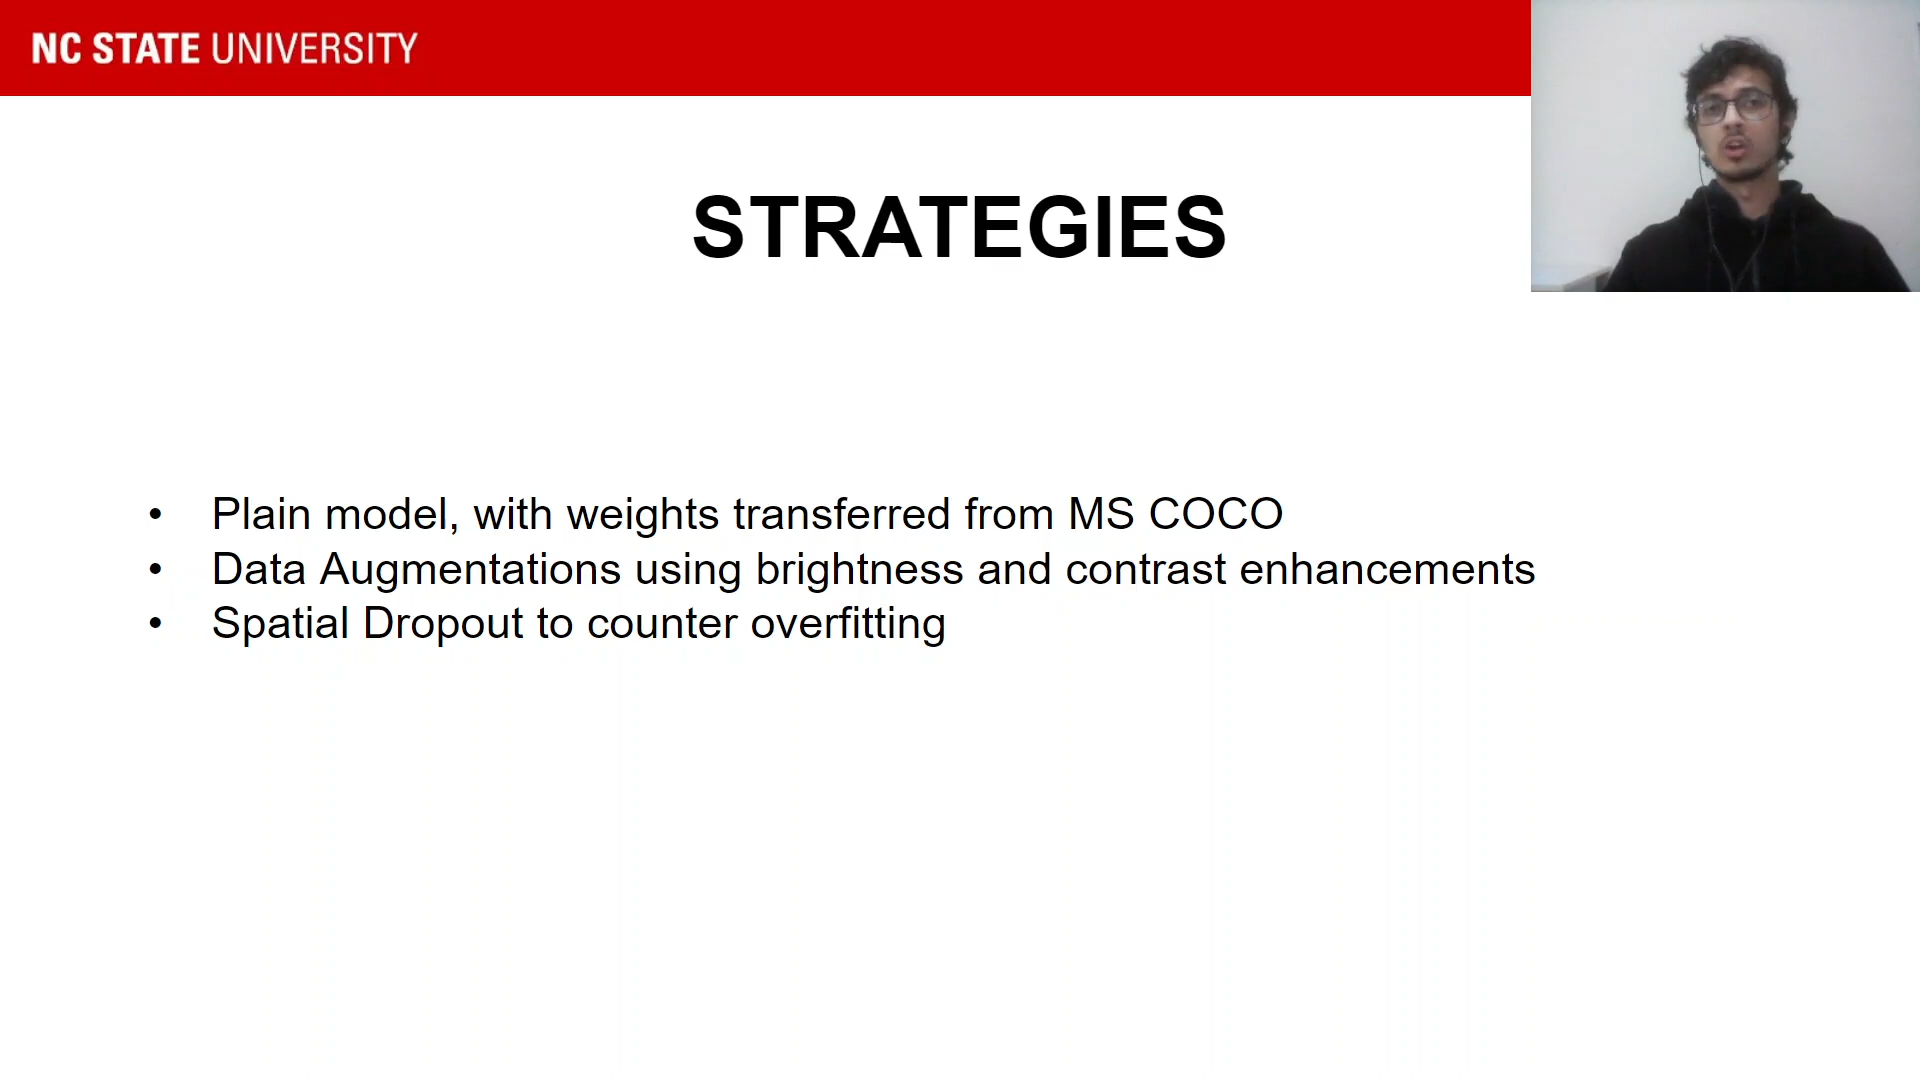 NC STATE UNIVERSITY
STRATEGIES
• Plain model, with weights transferred from MS COCO
• Data Augmentations using brightness and contrast enhancements
• Spatial Dropout to counter overfitting